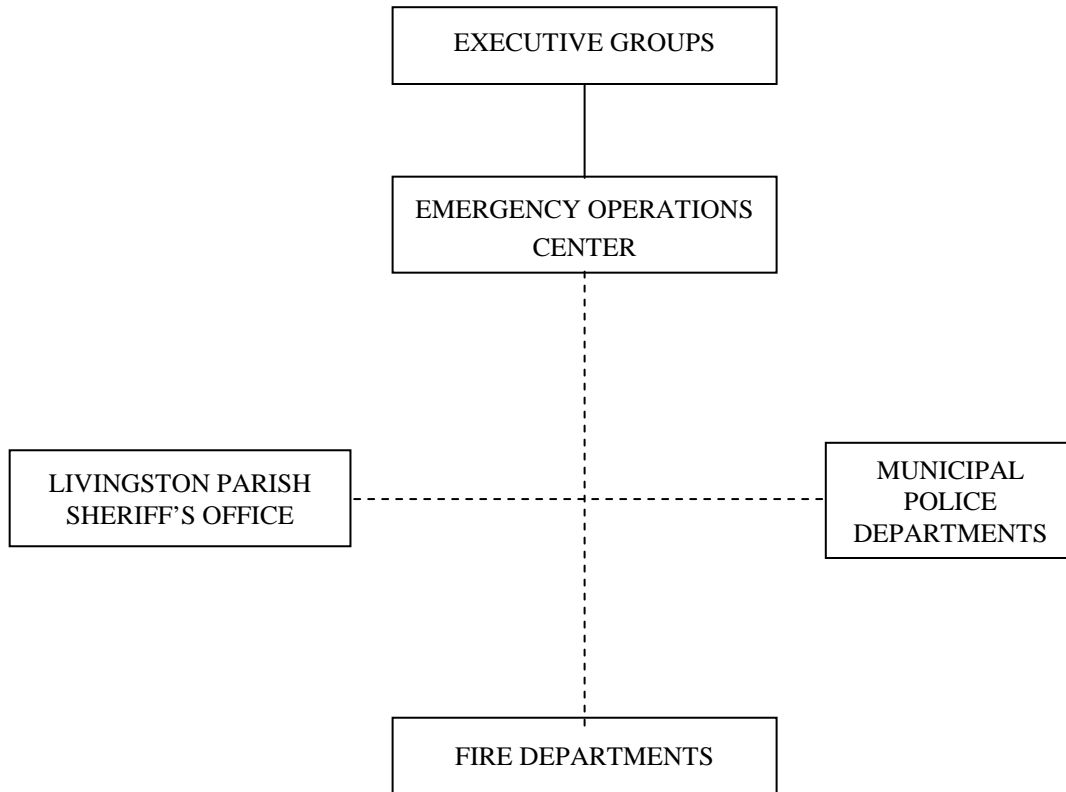 EXECUTIVE GROUPS
EMERGENCY OPERATIONS
CENTER
LIVINGSTON PARISH
SHERIFF’S OFFICE
MUNICIPAL
POLICE
DEPARTMENTS
FIRE DEPARTMENTS